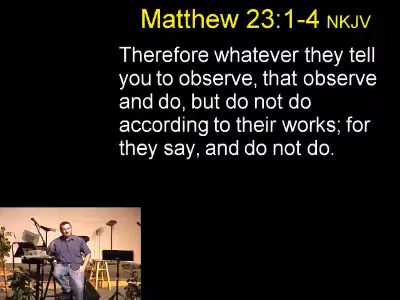 Matthew 23:1-4 NKJV
Therefore whatever they tell
you to observe, that observe
and do, but do not do
according to their works; for
they say, and do not do.